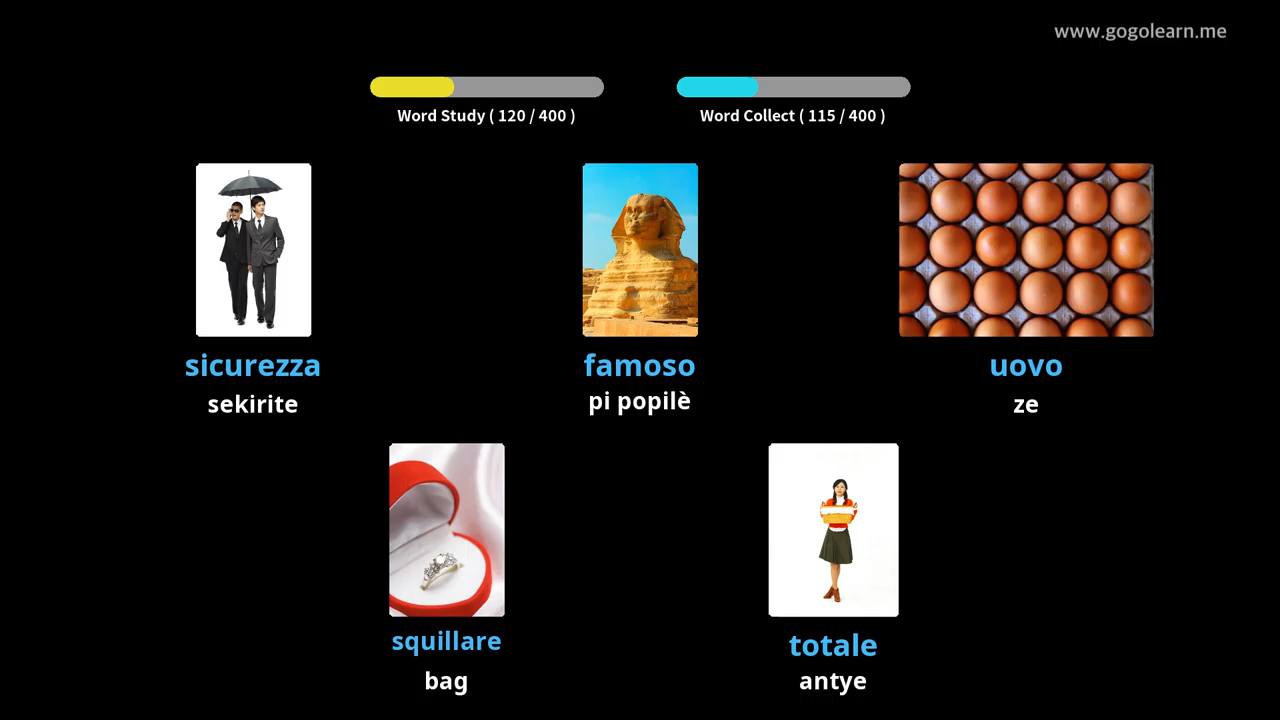 www.gogolearn.me
Word Study ( 120 / 400 )
Word Collect ( 115 / 400 )
sicurezza
sekirite
famoso
pi popilè
uovo
ze
squillare
bag
totale
antye